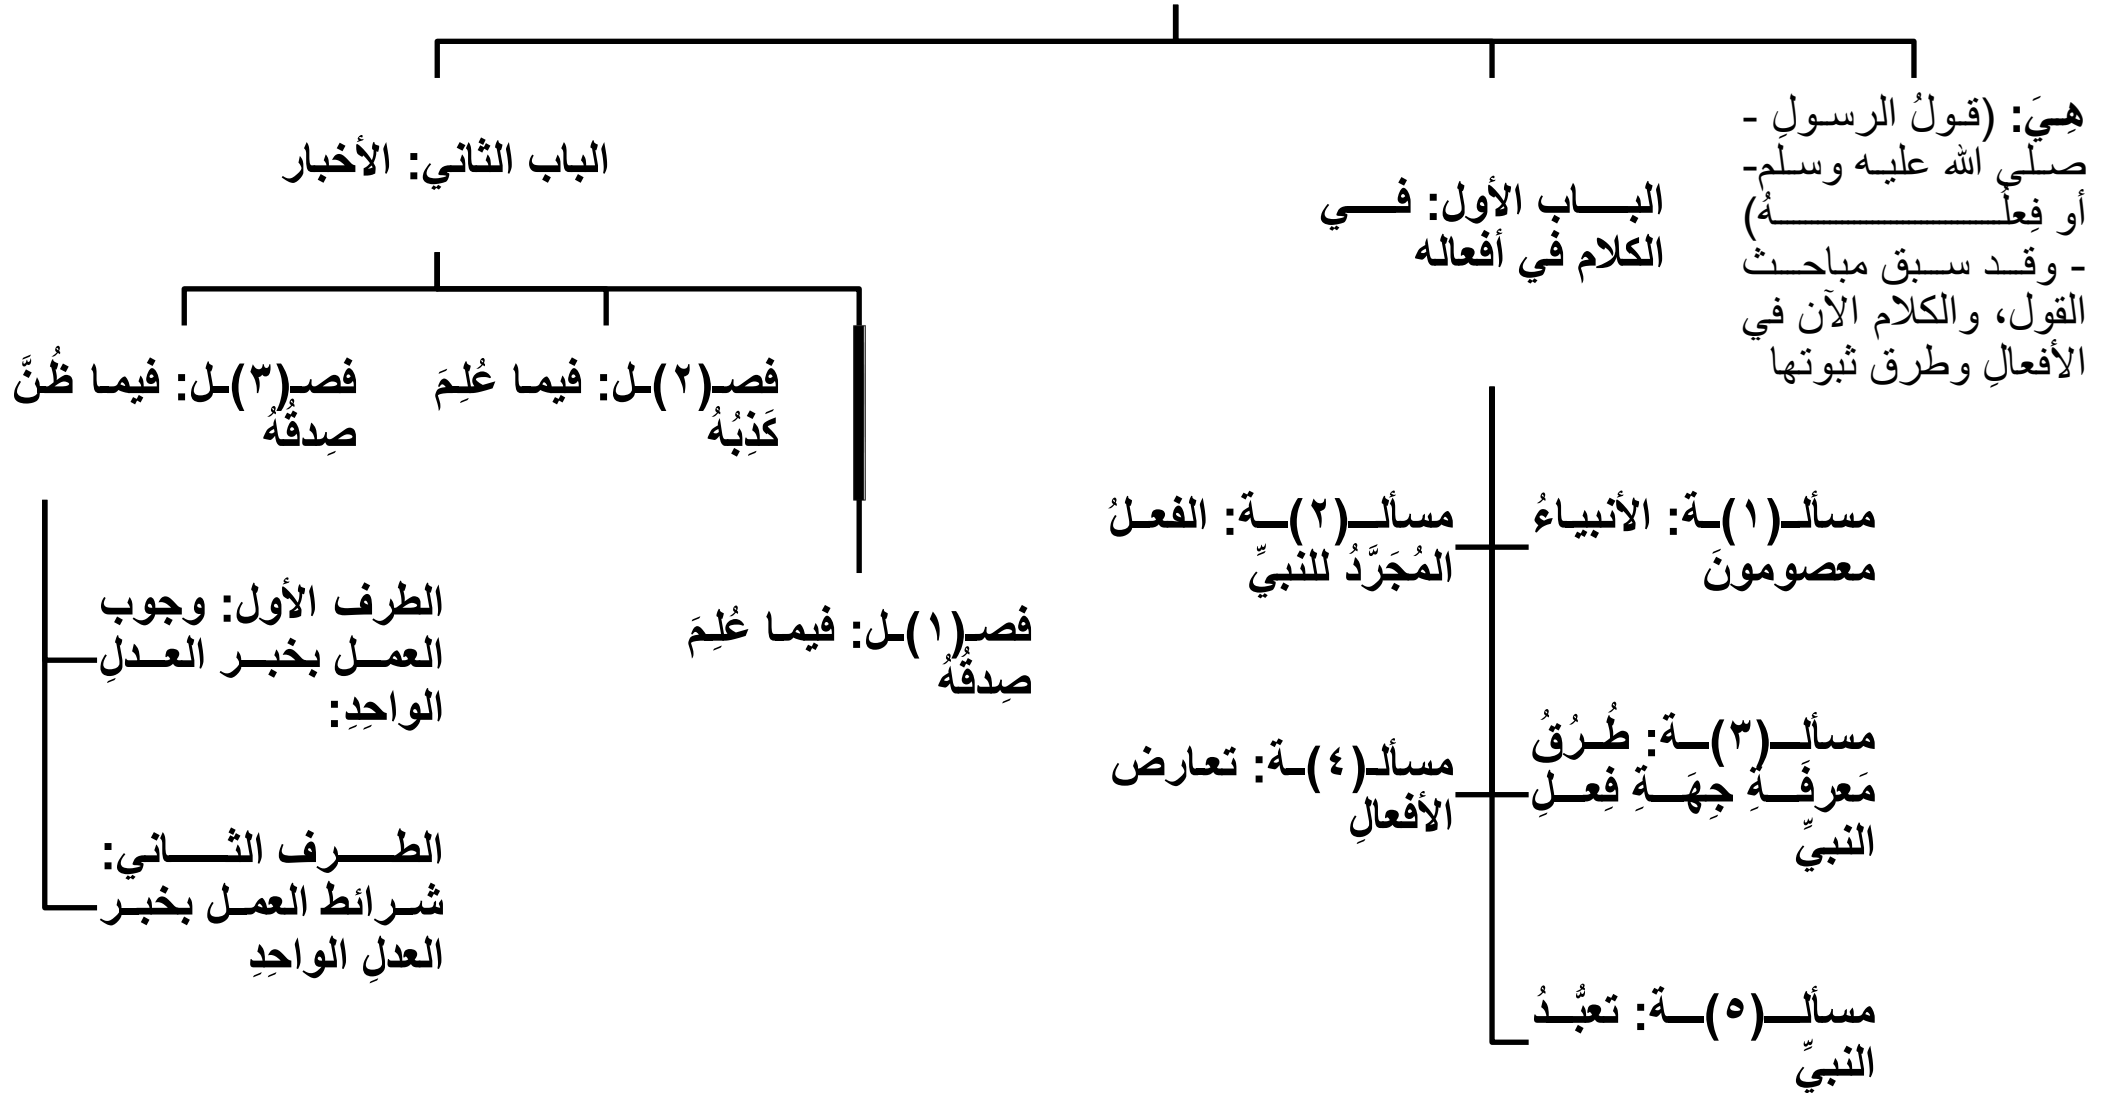 هِيَ: (قولُ الرسولِ -
صلى الله عليه وسلم-
أو فِعلُهُ)
- وقد سبق مباحث
القول، والكلام الآن في
الأفعالِ وطرق ثبوتها
الباب الأول: في
الكلام في أفعاله
مسألـ(١)ـة: الأنبياءُ
معصومونَ
مسألـ(٢)ـة: الفعلُ
المُجَرَّدُ للنبيِّ
مسألـ(٣)ـة: طُرُقُ
مَعرفَةِ جِهَةِ فِعلِ
النبيِّ
مسألـ(٤)ـة: تعارض
الأفعالِ
مسألـ(٥)ـة: تعبُّدُ
النبيِّ
الباب الثاني: الأخبار
فصـ(١)ـل: فيما عُلِمَ
صِدقُهُ
فصـ(٢)ـل: فيما عُلِمَ
كَذِبُهُ
فصـ(٣)ـل: فيما ظُنَّ
صِدقُهُ
الطرف الأول: وجوب
العمل بخبر العدلِ
الواحِدِ:
الطرف الثاني:
شرائط العمل بخبر
العدلِ الواحِدِ